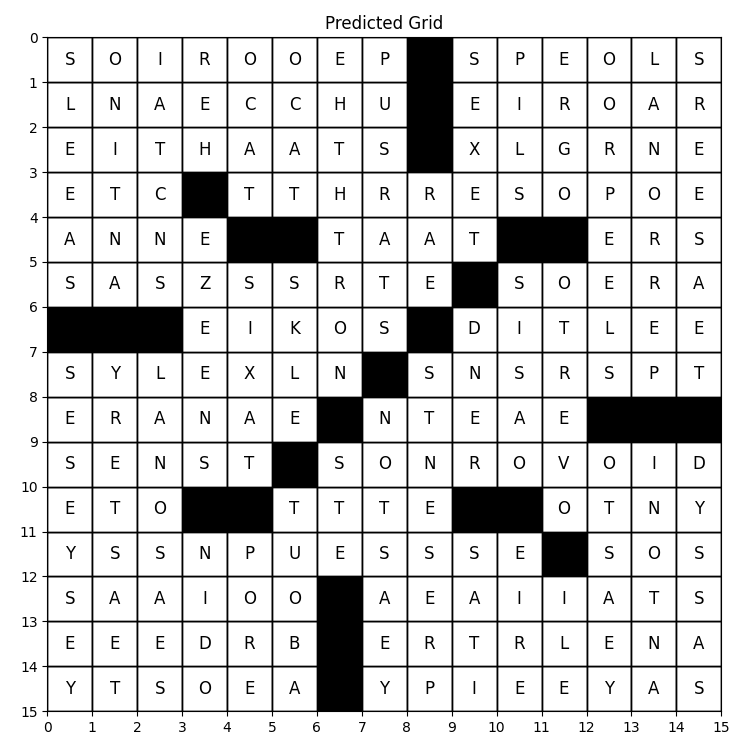 Predicted Grid
0
S O I R O O E P S P E O L S
1
L N A E C C H U E I R O A R
2
E I T H A A T S X L G R N E
3
E T C T T H R R E S O P O E
4
A N N E T A A T E R S
5
S A S Z S S R T E S O E R A
6
E I K O S D I T L E E
7
S Y L E X L N S N S R S P T
8
E R A N A E N T E A E
9
S E N S T S O N R O V O I D
10
E T O T T T E O T N Y
11
Y S S N P U E S S S E S O S
12
S A A I O O A E A I I A T S
13
E E E D R B E R T R L E N A
14
Y T S O E A Y P I E E Y A S
15
0 1 2 3 4 5 6 7 8 9 10 11 12 13 14 15